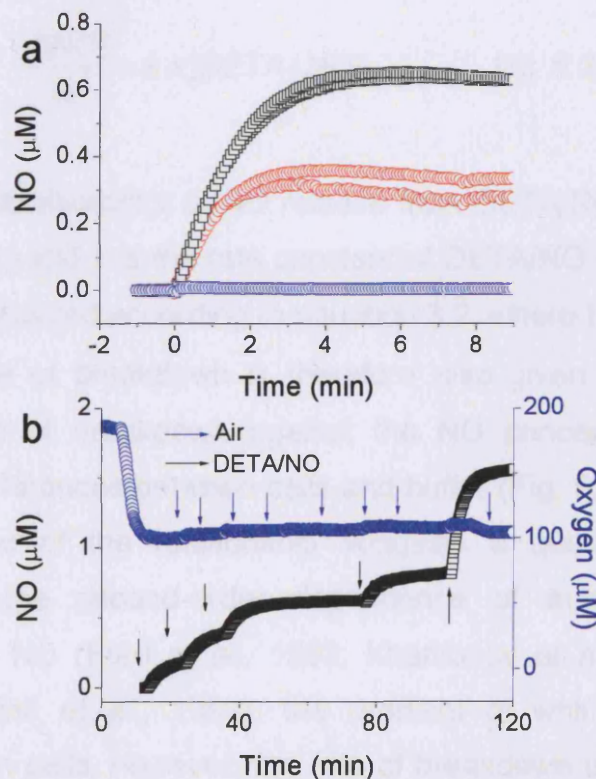 a
0.8
0.6
0.4
0.2
0.0
NO (μM)
-2 0 2 4 6 8
Time (min)
b
2
1
0
NO (μM)
200
100
0
Oxygen (μM)
Air
DETA/NO
0 40 80 120
Time (min)